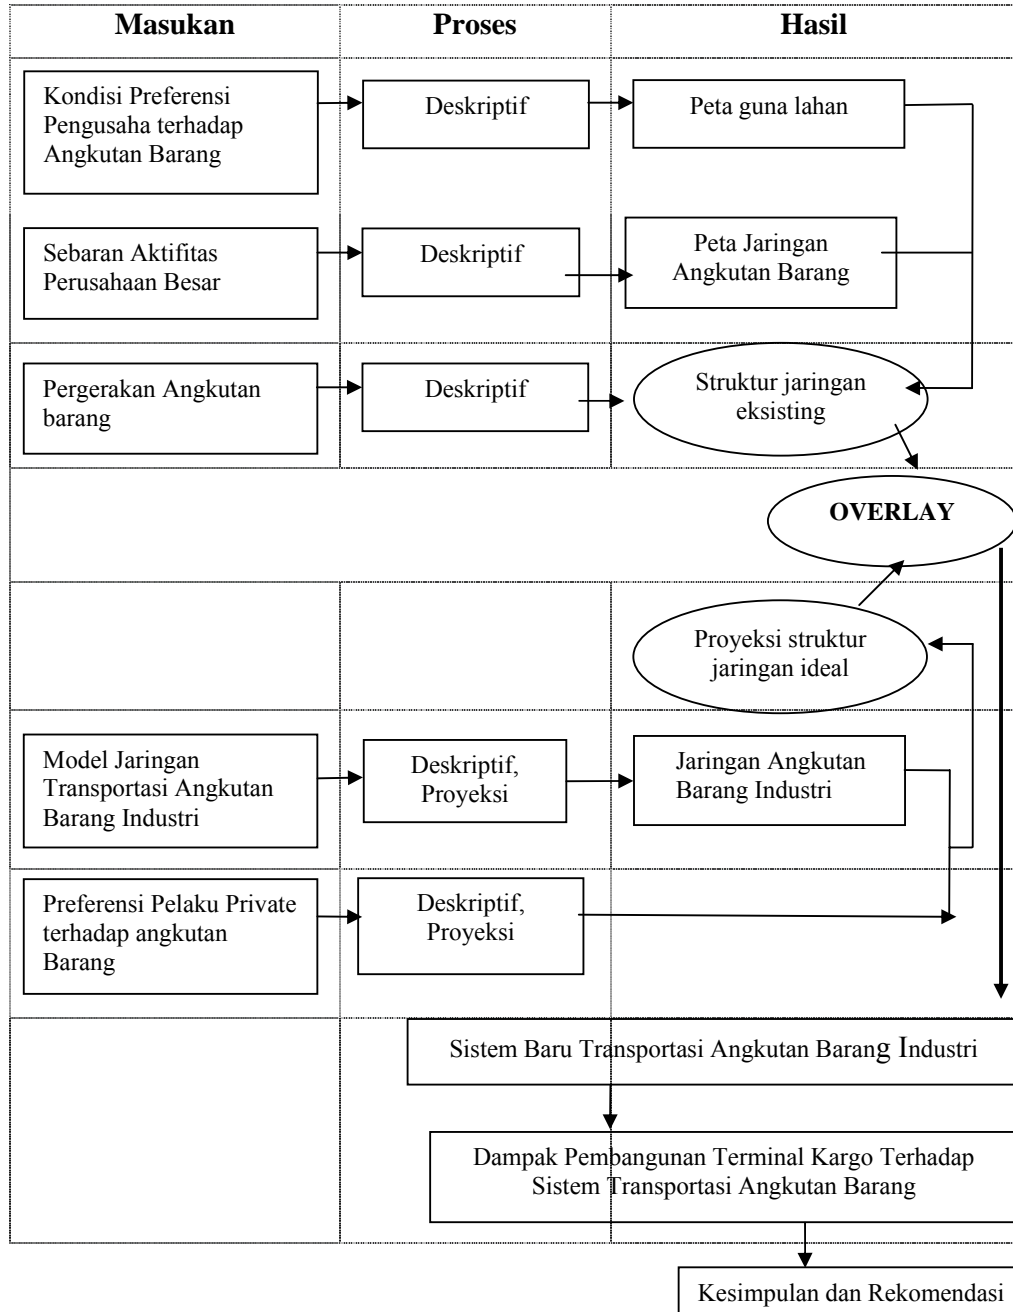 Masukan
Proses
Hasil
Kondisi Preferensi
Pengusaha terhadap
Angkutan Barang
Deskriptif
Peta guna lahan
Sebaran Aktifitas
Perusahaan Besar
Deskriptif
Peta Jaringan
Angkutan Barang
Pergerakan Angkutan
barang
Deskriptif
Struktur jaringan
eksisting
OVERLAY
Proyeksi struktur
jaringan ideal
Model Jaringan
Transportasi Angkutan
Barang Industri
Deskriptif,
Proyeksi
Jaringan Angkutan
Barang Industri
Preferensi Pelaku Private
terhadap angkutan
Barang
Deskriptif,
Proyeksi
Sistem Baru Transportasi Angkutan Barang Industri
Dampak Pembangunan Terminal Kargo Terhadap
Sistem Transportasi Angkutan Barang
Kesimpulan dan Rekomendasi